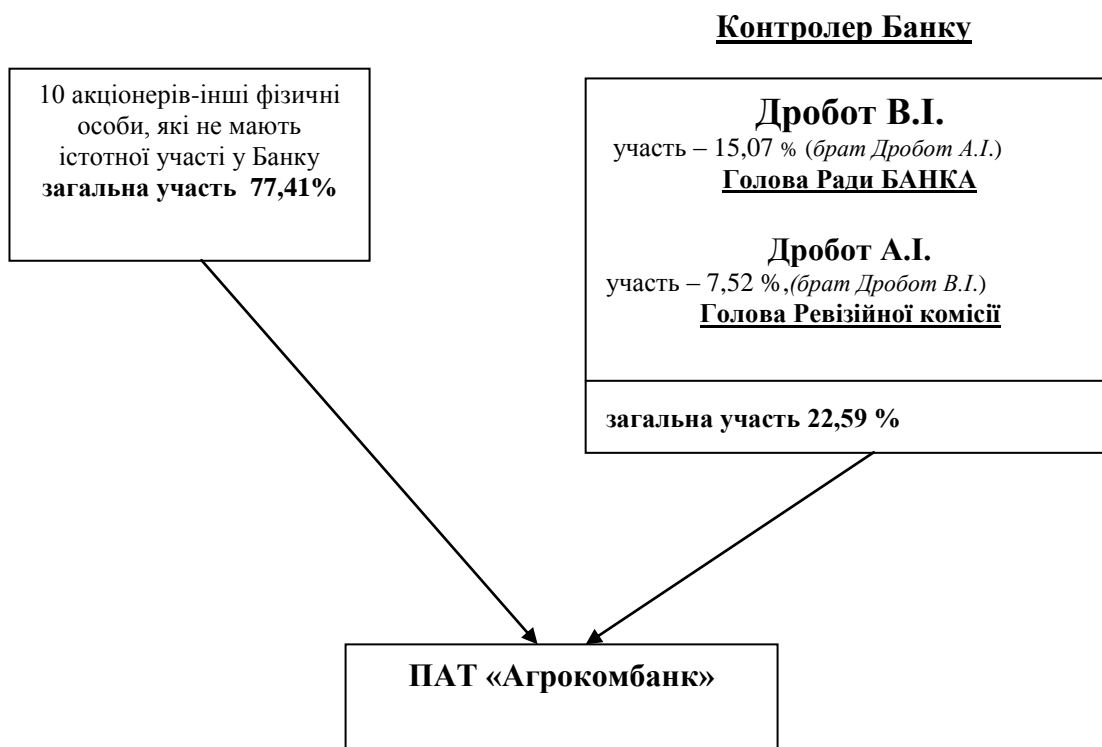 Контролер Банку
10 акціонерів-інші фізичні
особи, які не мають
істотної участі у Банку
загальна участь 77,41%
Дробот В.І.
участь – 15,07 % (брат Дробот А.І.)
Голова Ради БАНКА
Дробот А.І.
участь – 7,52 %,(брат Дробот В.І.)
Голова Ревізійної комісії
загальна участь 22,59 %
ПАТ «Агрокомбанк»